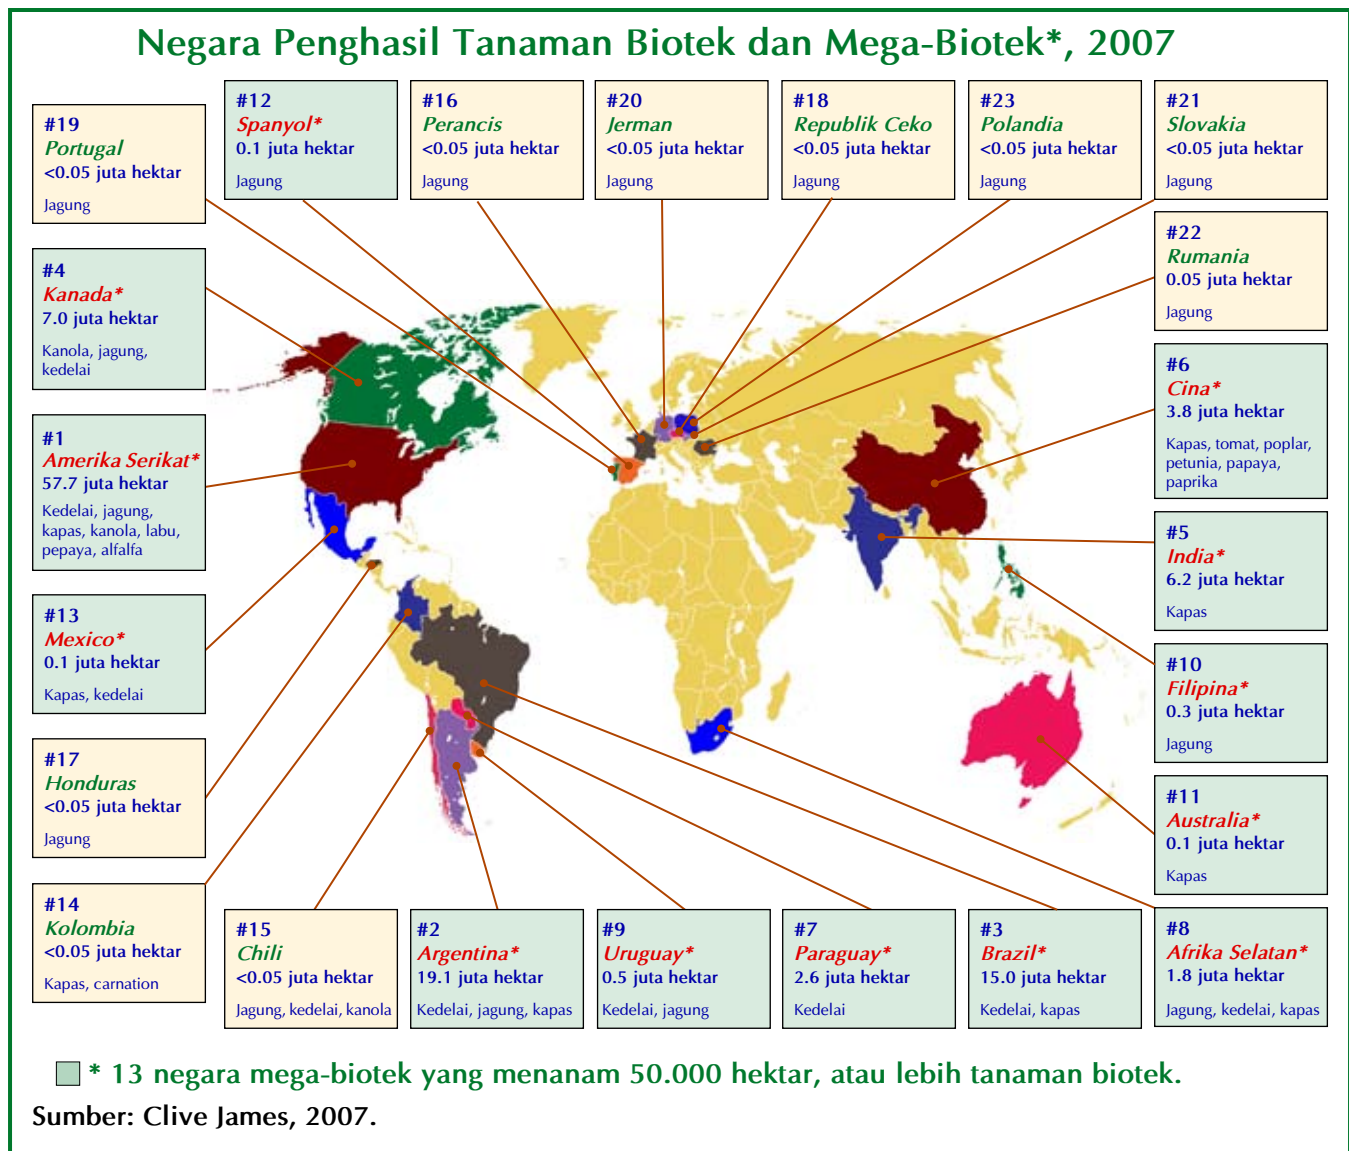 Negara Penghasil Tanaman Biotek dan Mega-Biotek*, 2007
#19
Portugal
<0.05 juta hektar
Jagung
#12
Spanyol*
0.1 juta hektar
Jagung
#16
Perancis
<0.05 juta hektar
Jagung
#20
Jerman
<0.05 juta hektar
Jagung
#18
Republik Ceko
<0.05 juta hektar
Jagung
#23
Polandia
<0.05 juta hektar
Jagung
#21
Slovakia
<0.05 juta hektar
Jagung
#22
Rumania
0.05 juta hektar
Jagung
#4
Kanada*
7.0 juta hektar
Kanola, jagung,
kedelai
#6
Cina*
3.8 juta hektar
Kapas, tomat, poplar,
petunia, papaya,
paprika
#1
Amerika Serikat*
57.7 juta hektar
Kedelai, jagung,
kapas, kanola, labu,
pepaya, alfalfa
#5
India*
6.2 juta hektar
Kapas
#13
Mexico*
0.1 juta hektar
Kapas, kedelai
#10
Filipina*
0.3 juta hektar
Jagung
#17
Honduras
<0.05 juta hektar
Jagung
#11
Australia*
0.1 juta hektar
Kapas
#14
Kolombia
<0.05 juta hektar
Kapas, carnation
#15
Chili
<0.05 juta hektar
Jagung, kedelai, kanola
#2
Argentina*
19.1 juta hektar
Kedelai, jagung, kapas
#9
Uruguay*
0.5 juta hektar
Kedelai, jagung
#7
Paraguay*
2.6 juta hektar
Kedelai
#3
Brazil*
15.0 juta hektar
Kedelai, kapas
#8
Afrika Selatan*
1.8 juta hektar
Jagung, kedelai, kapas
* 13 negara mega-biotek yang menanam 50.000 hektar, atau lebih tanaman biotek.
Sumber: Clive James, 2007.